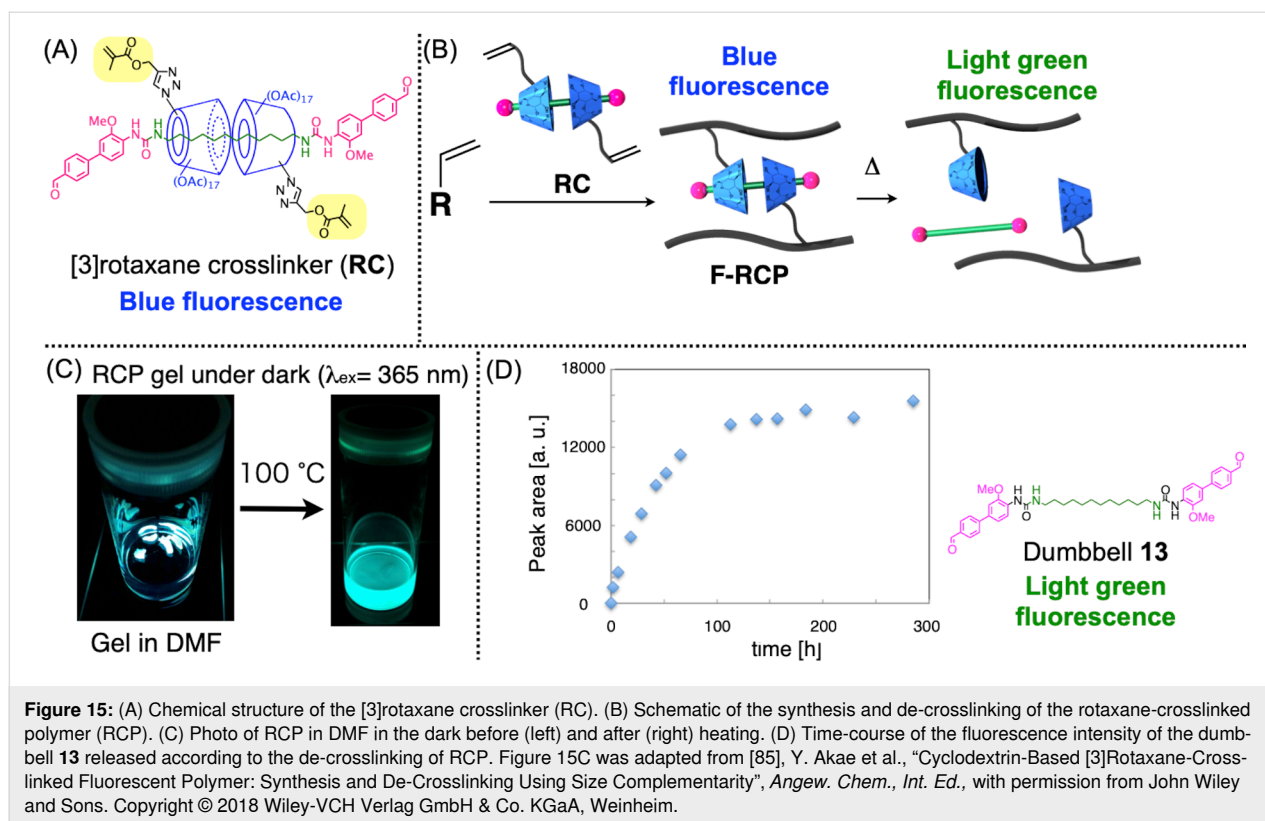 (A)
O
O
N
N
N
(OAc)17
MeO
H
N
H
N
O
O
(OAc)17
O
N
H
N
H
OMe
O
N
N
N
O
O
[3]rotaxane crosslinker (RC)
Blue fluorescence
(B)
R
RC
Blue
fluorescence
F-RCP
Δ
Light green
fluorescence
(C) RCP gel under dark (λex= 365 nm)
100 °C
Gel in DMF
(D)
Peak area [a. u.]
18000
12000
6000
0
0
100
200
300
time [h]
MeO
H
N
H
N
O
O
O
N
H
N
H
OMe
O
Dumbbell 13
Light green
fluorescence
Figure 15: (A) Chemical structure of the [3]rotaxane crosslinker (RC). (B) Schematic of the synthesis and de-crosslinking of the rotaxane-crosslinked
polymer (RCP). (C) Photo of RCP in DMF in the dark before (left) and after (right) heating. (D) Time-course of the fluorescence intensity of the dumb-
bell 13 released according to the de-crosslinking of RCP. Figure 15C was adapted from [85], Y. Akae et al., “Cyclodextrin-Based [3]Rotaxane-Cross-
linked Fluorescent Polymer: Synthesis and De-Crosslinking Using Size Complementarity”, Angew. Chem., Int. Ed., with permission from John Wiley
and Sons. Copyright © 2018 Wiley-VCH Verlag GmbH & Co. KGaA, Weinheim.